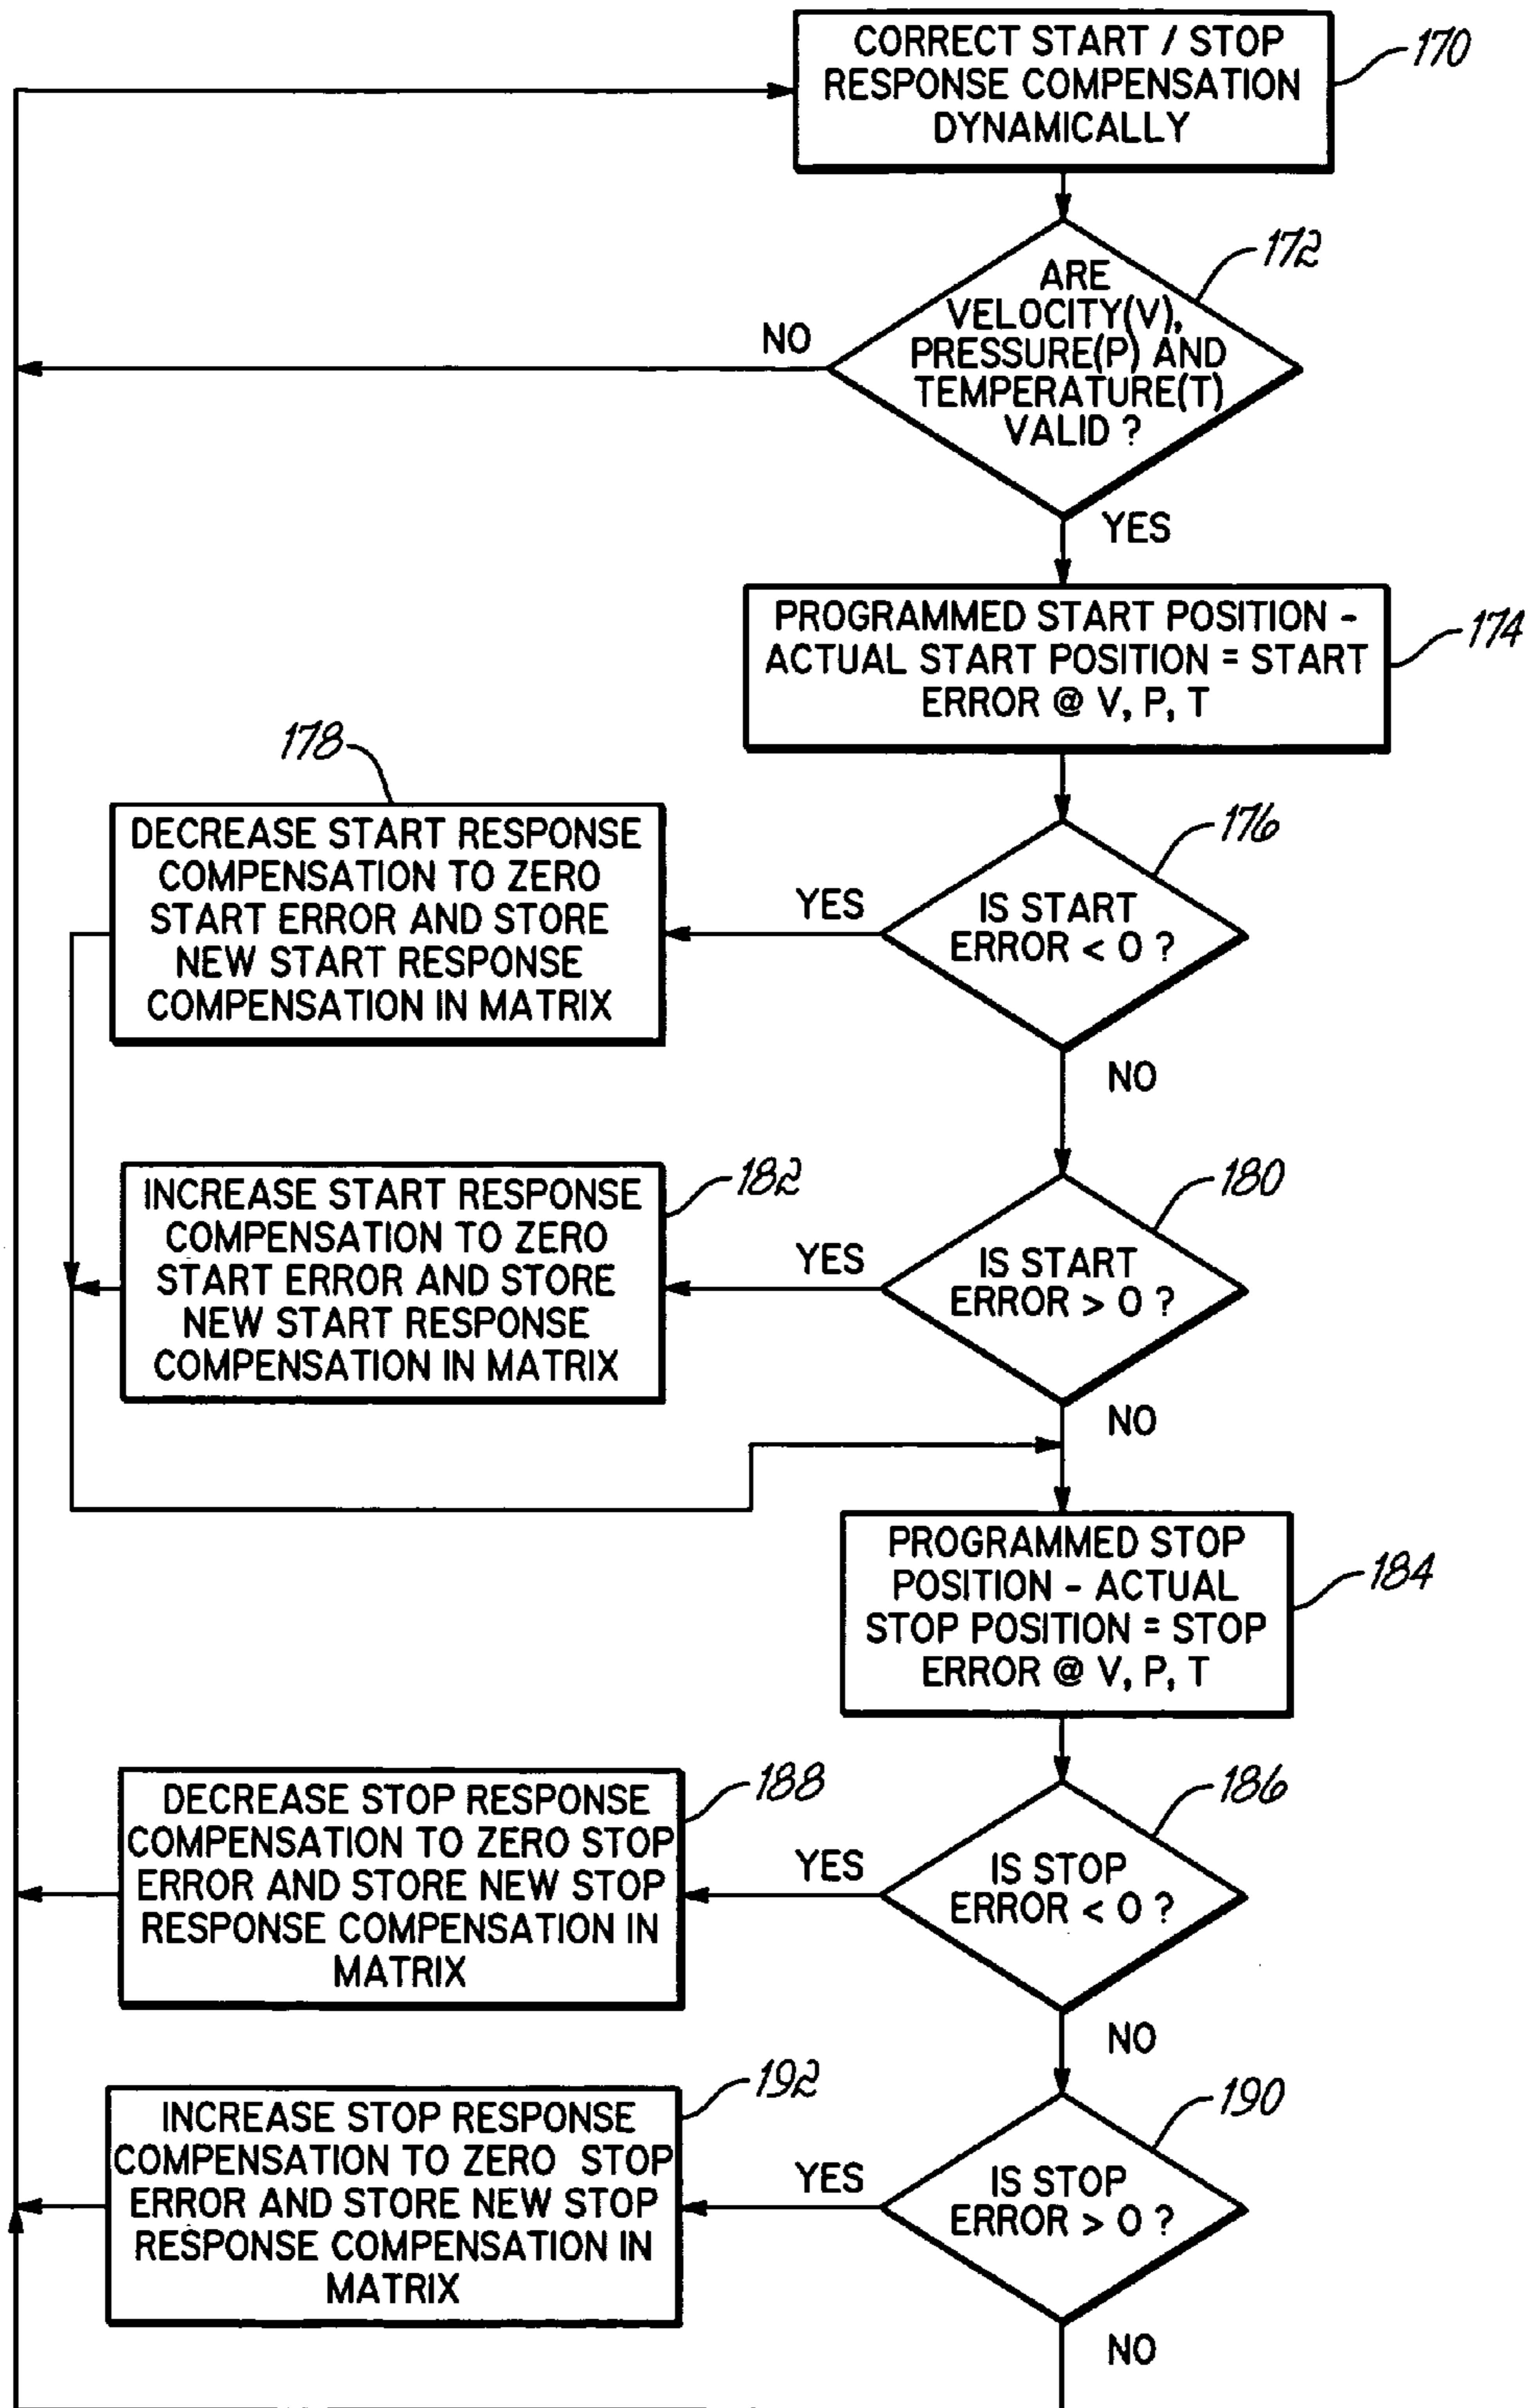 CORRECT START / STOP
RESPONSE COMPENSATION
DYNAMICALLY
170
ARE
VELOCITY(V),
PRESSURE(P) AND
TEMPERATURE(T)
VALID ?
172
NO
YES
PROGRAMMED START POSITION -
ACTUAL START POSITION = START
ERROR @ V, P, T
174
178
DECREASE START RESPONSE
COMPENSATION TO ZERO
START ERROR AND STORE
NEW START RESPONSE
COMPENSATION IN MATRIX
YES
IS START
ERROR < 0 ?
176
NO
INCREASE START RESPONSE
COMPENSATION TO ZERO
START ERROR AND STORE
NEW START RESPONSE
COMPENSATION IN MATRIX
182
YES
IS START
ERROR > 0 ?
180
NO
PROGRAMMED STOP
POSITION - ACTUAL
STOP POSITION = STOP
ERROR @ V, P, T
184
DECREASE STOP RESPONSE
COMPENSATION TO ZERO STOP
ERROR AND STORE NEW STOP
RESPONSE COMPENSATION IN
MATRIX
188
YES
IS STOP
ERROR < 0 ?
186
NO
INCREASE STOP RESPONSE
COMPENSATION TO ZERO STOP
ERROR AND STORE NEW STOP
RESPONSE COMPENSATION IN
MATRIX
192
YES
IS STOP
ERROR > 0 ?
190
NO